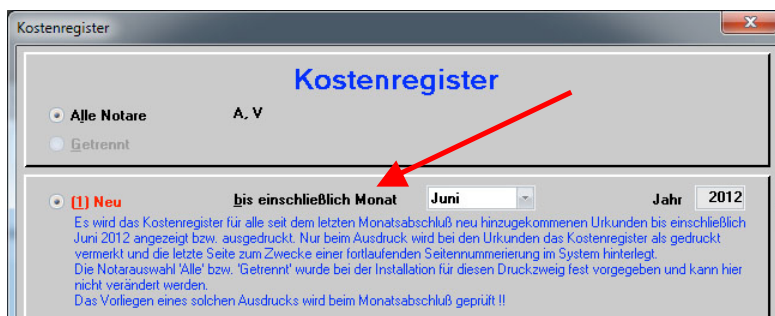 Kostenregister
Kostenregister
Alle Notare A, V
Getrennt
(1) Neu bis einschließlich Monat Juni Jahr 2012
Es wird das Kostenregister für alle seit dem letzten Monatsabschluß neu hinzugekommenen Urkunden bis einschließlich
Juni 2012 angezeigt bzw. ausgedruckt. Nur beim Ausdruck wird bei den Urkunden das Kostenregister als gedruckt
vermerkt und die letzte Seite zum Zwecke einer fortlaufenden Seitennummerierung im System hinterlegt.
Die Notarauswahl 'Alle' bzw. 'Getrennt' wurde bei der Installation für diesen Druckzweig fest vorgegeben und kann hier
nicht verändert werden.
Das Vorliegen eines solchen Ausdrucks wird beim Monatsabschluß geprüft !!